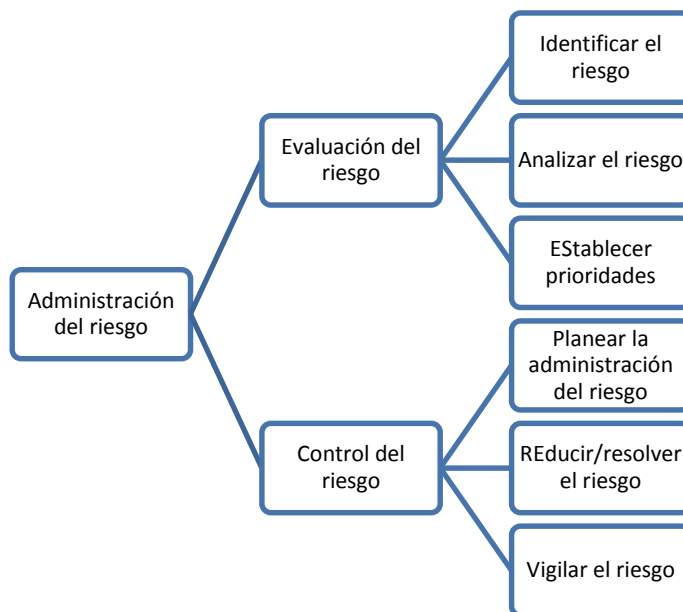 Administración
del riesgo
Evaluación del
riesgo
Identificar el
riesgo
Analizar el riesgo
EStablecer
prioridades
Control del
riesgo
Planear la
administración
del riesgo
REducir/resolver
el riesgo
Vigilar el riesgo